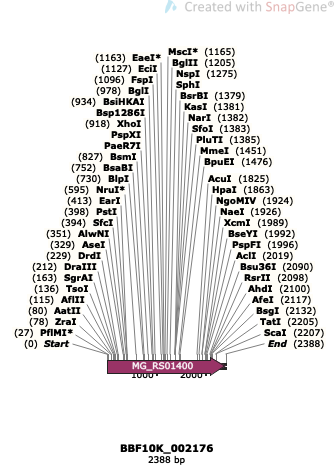 Created with SnapGene®
(1163) EaeI* MscI* (1165)
(1127) EciI BglII (1205)
(1096) FspI NspI (1275)
(978) BglI SphI
(934) BsiHKAI BsrBI (1379)
Bsp1286I KasI (1381)
(918) XhoI NarI (1382)
PspXI SfoI (1383)
PaeR7I PluTI (1385)
(827) BsmI MmeI (1451)
(752) BsaBI BpuEI (1476)
(730) BlpI AcuI (1825)
(595) NruI* HpaI (1863)
(413) EarI NgoMIV (1924)
(398) PstI NaeI (1926)
(394) SfcI XcmI (1989)
(351) AlwNI BseYI (1992)
(329) AseI PspFI (1996)
(229) DrdI AclI (2019)
(212) DraIII Bsu36I (2090)
(163) SgrAI RsrII (2098)
(136) TsoI AhdI (2100)
(115) AflII AfeI (2117)
(80) AatII BsgI (2132)
(78) ZraI TatI (2205)
(27) PflMI* ScaI (2207)
(0) Start End (2388)
MG_RS01400
1000 2000
BBF10K_002176
2388 bp